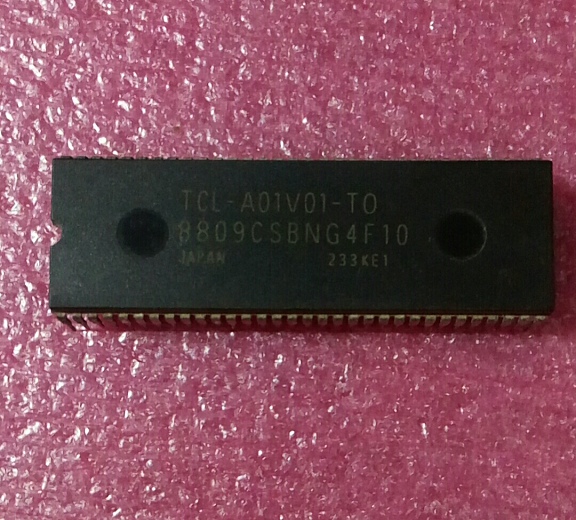 TCL-A01V01-TO
8809CSBNG4F10
JAPAN 233KE1